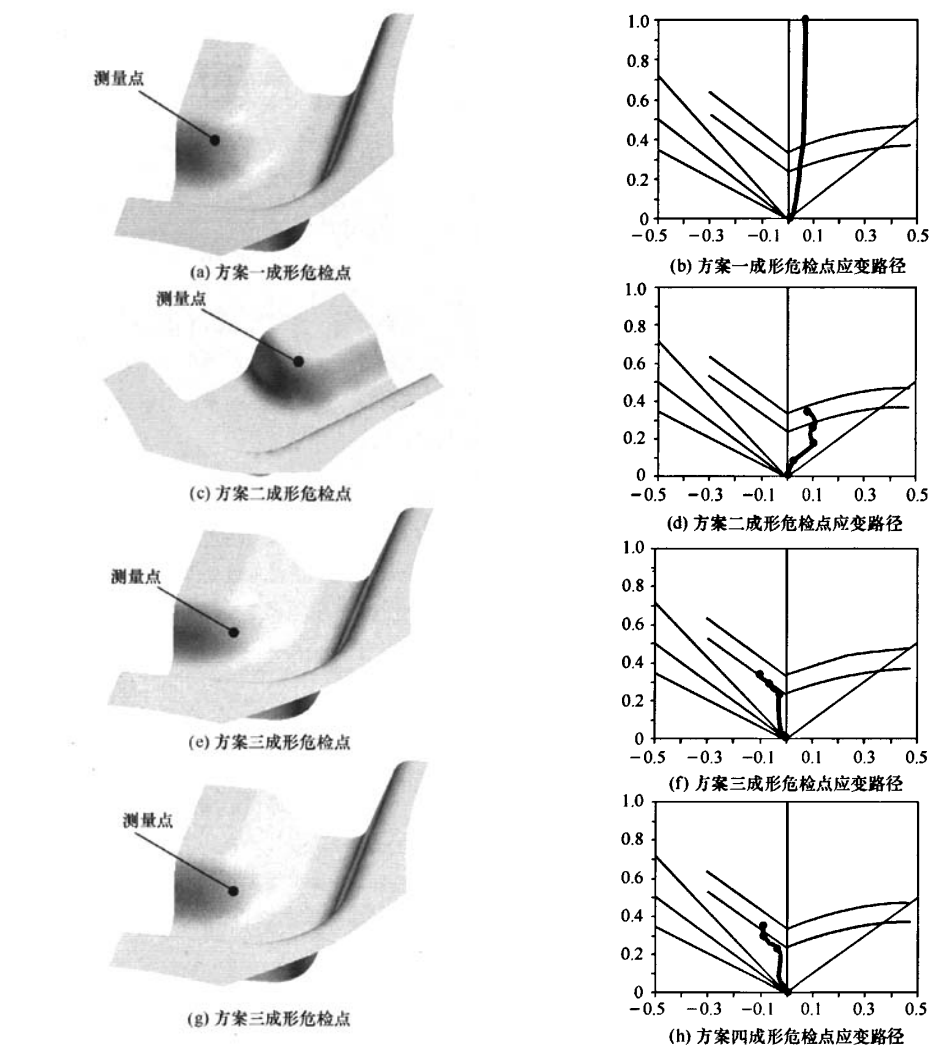 测量点
(a) 方案一成形危检点
1.0
0.8
0.6
0.4
0.2
0
-0.5 -0.3 -0.1 0.1 0.3 0.5
(b) 方案一成形危检点应变路径
测量点
(c) 方案二成形危检点
1.0
0.8
0.6
0.4
0.2
0
-0.5 -0.3 -0.1 0.1 0.3 0.5
(d) 方案二成形危检点应变路径
测量点
(e) 方案三成形危检点
1.0
0.8
0.6
0.4
0.2
0
-0.5 -0.3 -0.1 0.1 0.3 0.5
(f) 方案三成形危检点应变路径
测量点
(g) 方案三成形危检点
1.0
0.8
0.6
0.4
0.2
0
-0.5 -0.3 -0.1 0.1 0.3 0.5
(h) 方案四成形危检点应变路径